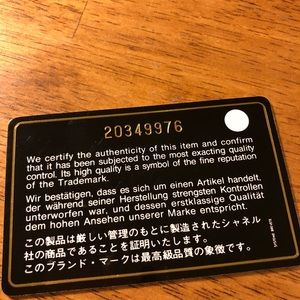 20349976
We certify the authenticity of this item and confirm
that it has been subjected to the most exacting quality
control. Its high quality is a symbol of the fine reputation
of the Trademark.
Wir bestätigen, dass es sich um einen Artikel handelt,
der während seiner Herstellung strengsten Kontrollen
unterworfen war, und dessen erstklassige Qualität
dem hohen Ansehen unserer Marke entspricht.
この製品は厳しい管理のもとに製造されたシャネル
社の商品であることを証明いたします。
このブランド・マークは最高級品質の象徴です。